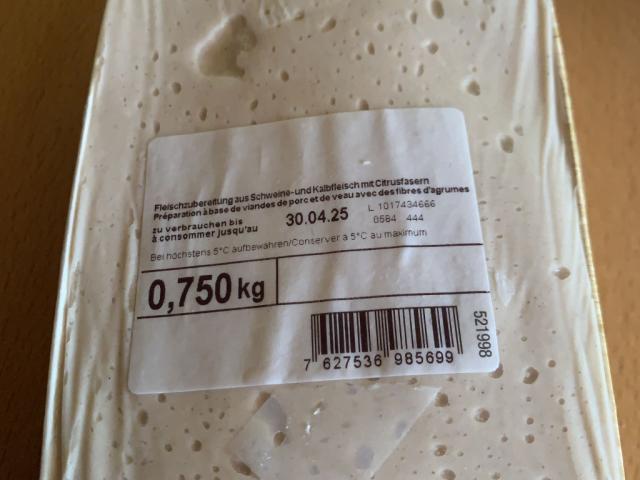 Fleischzubereitung aus Schweine-und Kalbfleisch mit Citrusfasern
Préparation à base de viandes de porc et de veau avec des fibres d'agrumes
zu verbrauchen bis
à consommer jusqu'au
30.04.25
L 1017434666
0584 444
Bei höchstens 5°C aufbewahren/Conserver à 5°C au maximum
0,750 kg
7 627536 985699
521998